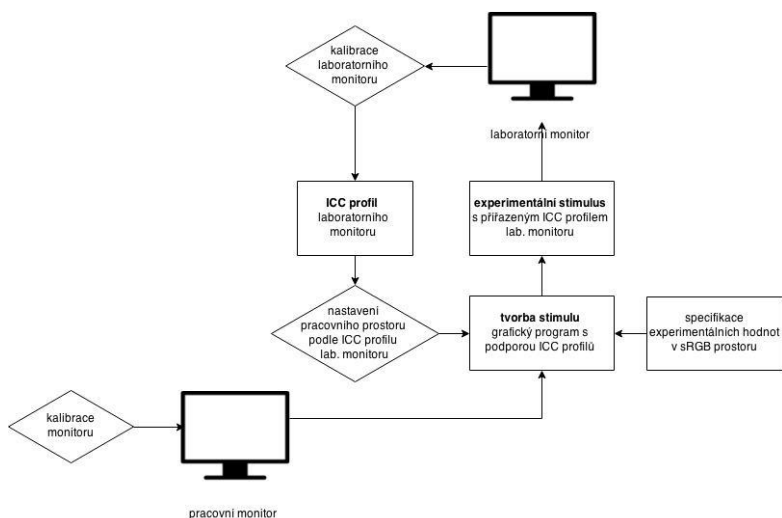 kalibrace
laboratorního
monitoru
laboratorní monitor
ICC profil
laboratorního
monitoru
experimentální stimulus
s přiřazeným ICC profilem
lab. monitoru
nastavení
pracovního prostoru
podle ICC profilu
lab. monitoru
tvorba stimulu
grafický program s
podporou ICC profilů
specifikace
experimentálních hodnot
v sRGB prostoru
kalibrace
monitoru
pracovní monitor